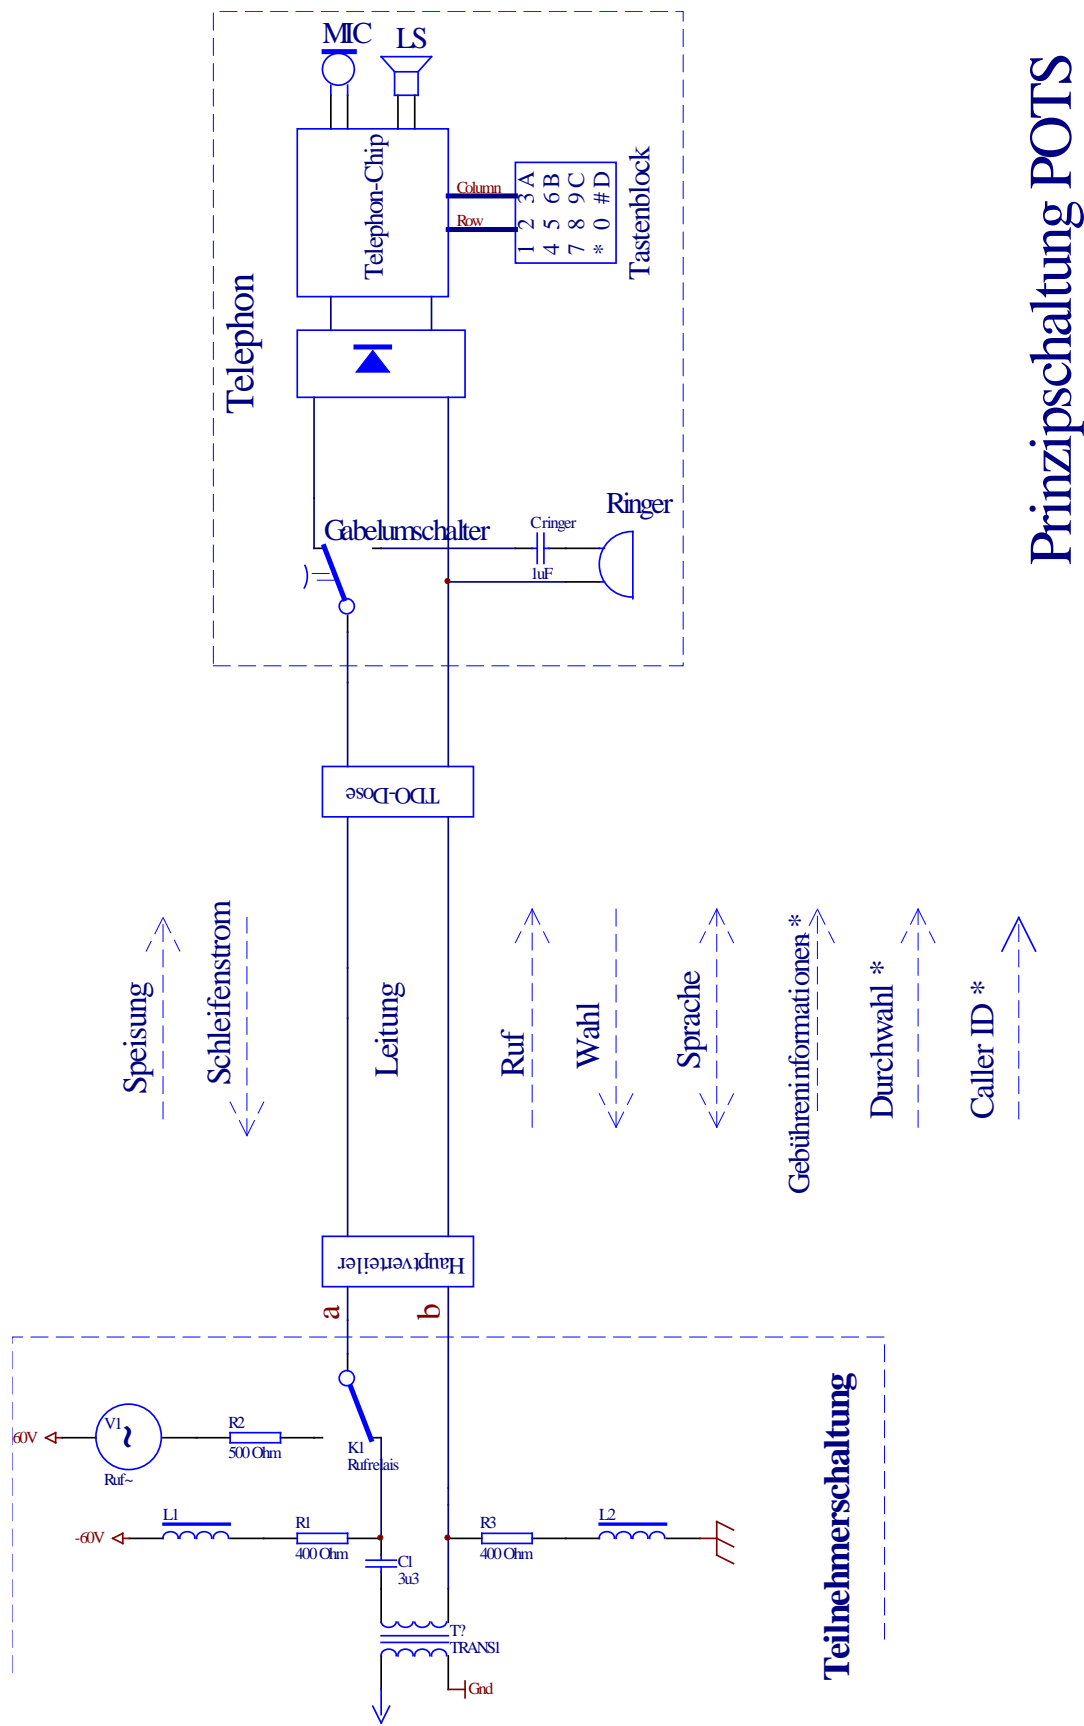 Prinzipschaltung POTS
Telephon
MIC
LS
Telephon-Chip
Column
Row
1 2 3 A
4 5 6 B
7 8 9 C
* 0 # D
Tastenblock
Gabelumschalter
Cringer
1uF
Ringer
TDO-Dose
Speisung
Schleifenstrom
Leitung
Ruf
Wahl
Sprache
Gebühreninformationen *
Durchwahl *
Caller ID *
Hauptverteiler
a
b
60V
V1
~
Ruf~
R2
500 Ohm
K1
Rufrelais
-60V
L1
R1
400 Ohm
C1
3u3
R3
400 Ohm
L2
T?
TRANS1
Gnd
Teilnehmerschaltung